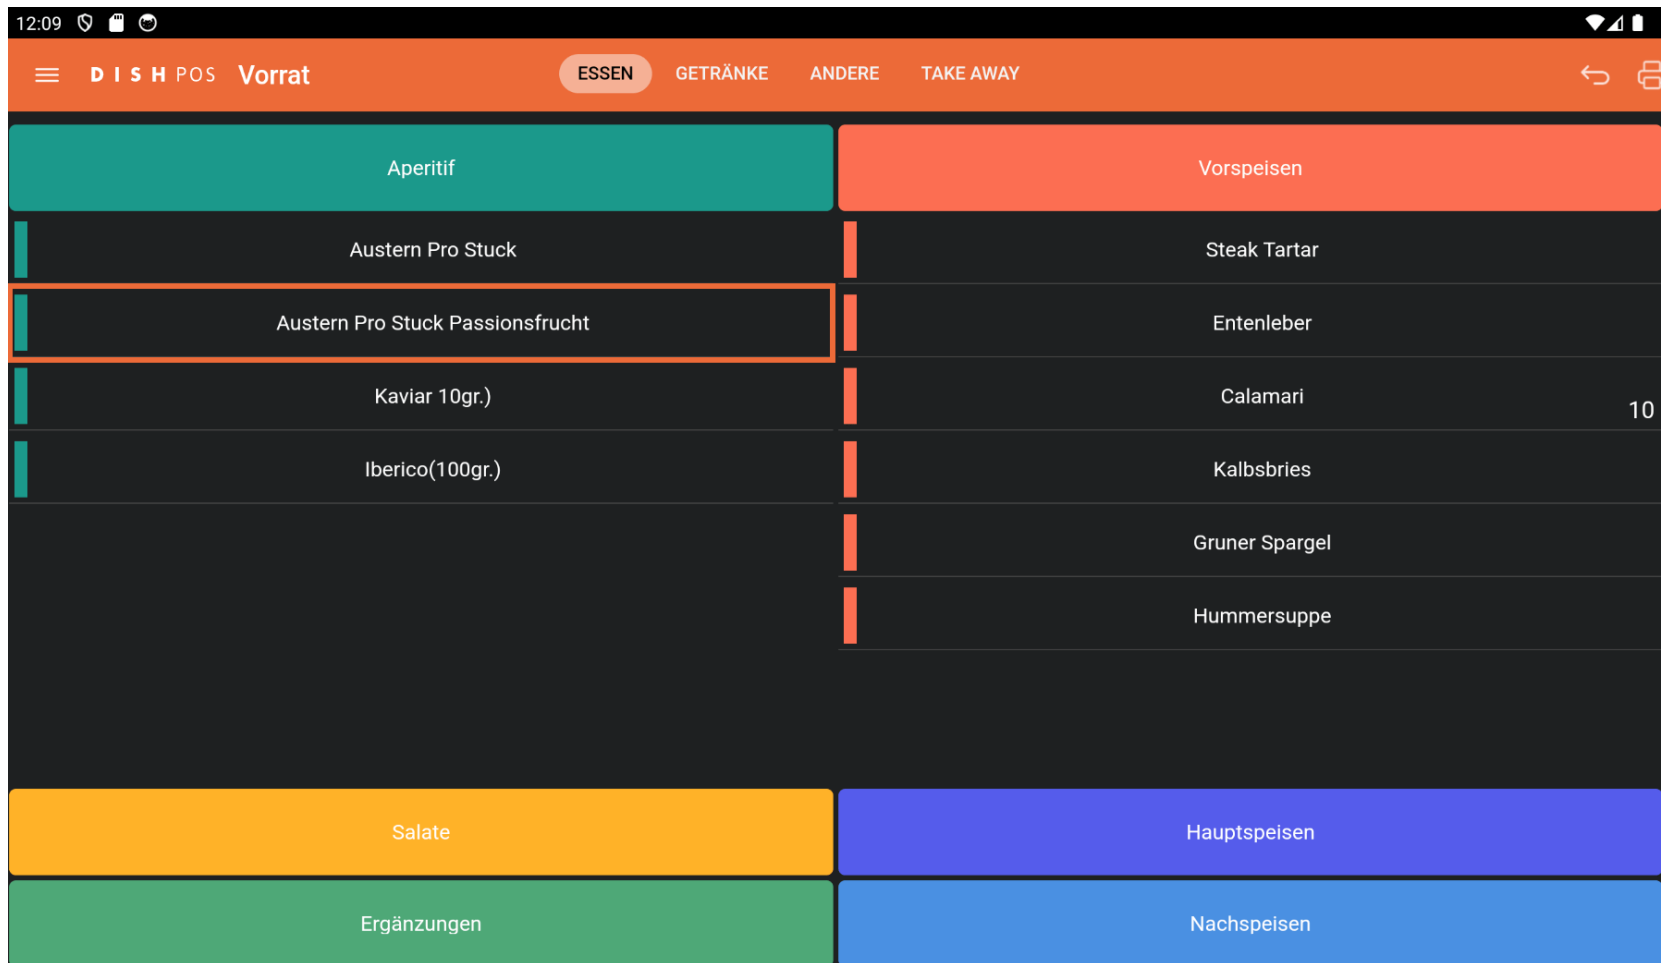 12:09
DISH POS Vorrat ESSEN GETRÄNKE ANDERE TAKE AWAY
Aperitif
Austern Pro Stuck
Austern Pro Stuck Passionsfrucht
Kaviar 10gr.)
Iberico(100gr.)
Vorspeisen
Steak Tartar
Entenleber
Calamari 10
Kalbsbries
Gruner Spargel
Hummersuppe
Salate
Hauptspeisen
Ergänzungen
Nachspeisen